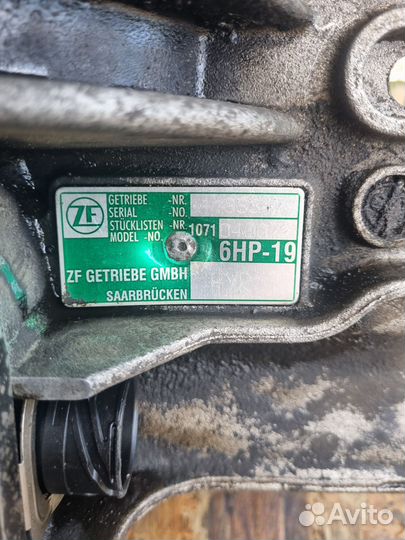 ZF
GETRIEBE -NR.
SERIAL -NO.
STÜCKLISTEN -NR.
MODEL -NO. 1071
6HP-19
ZF GETRIEBE GMBH
SAARBRÜCKEN
Avito